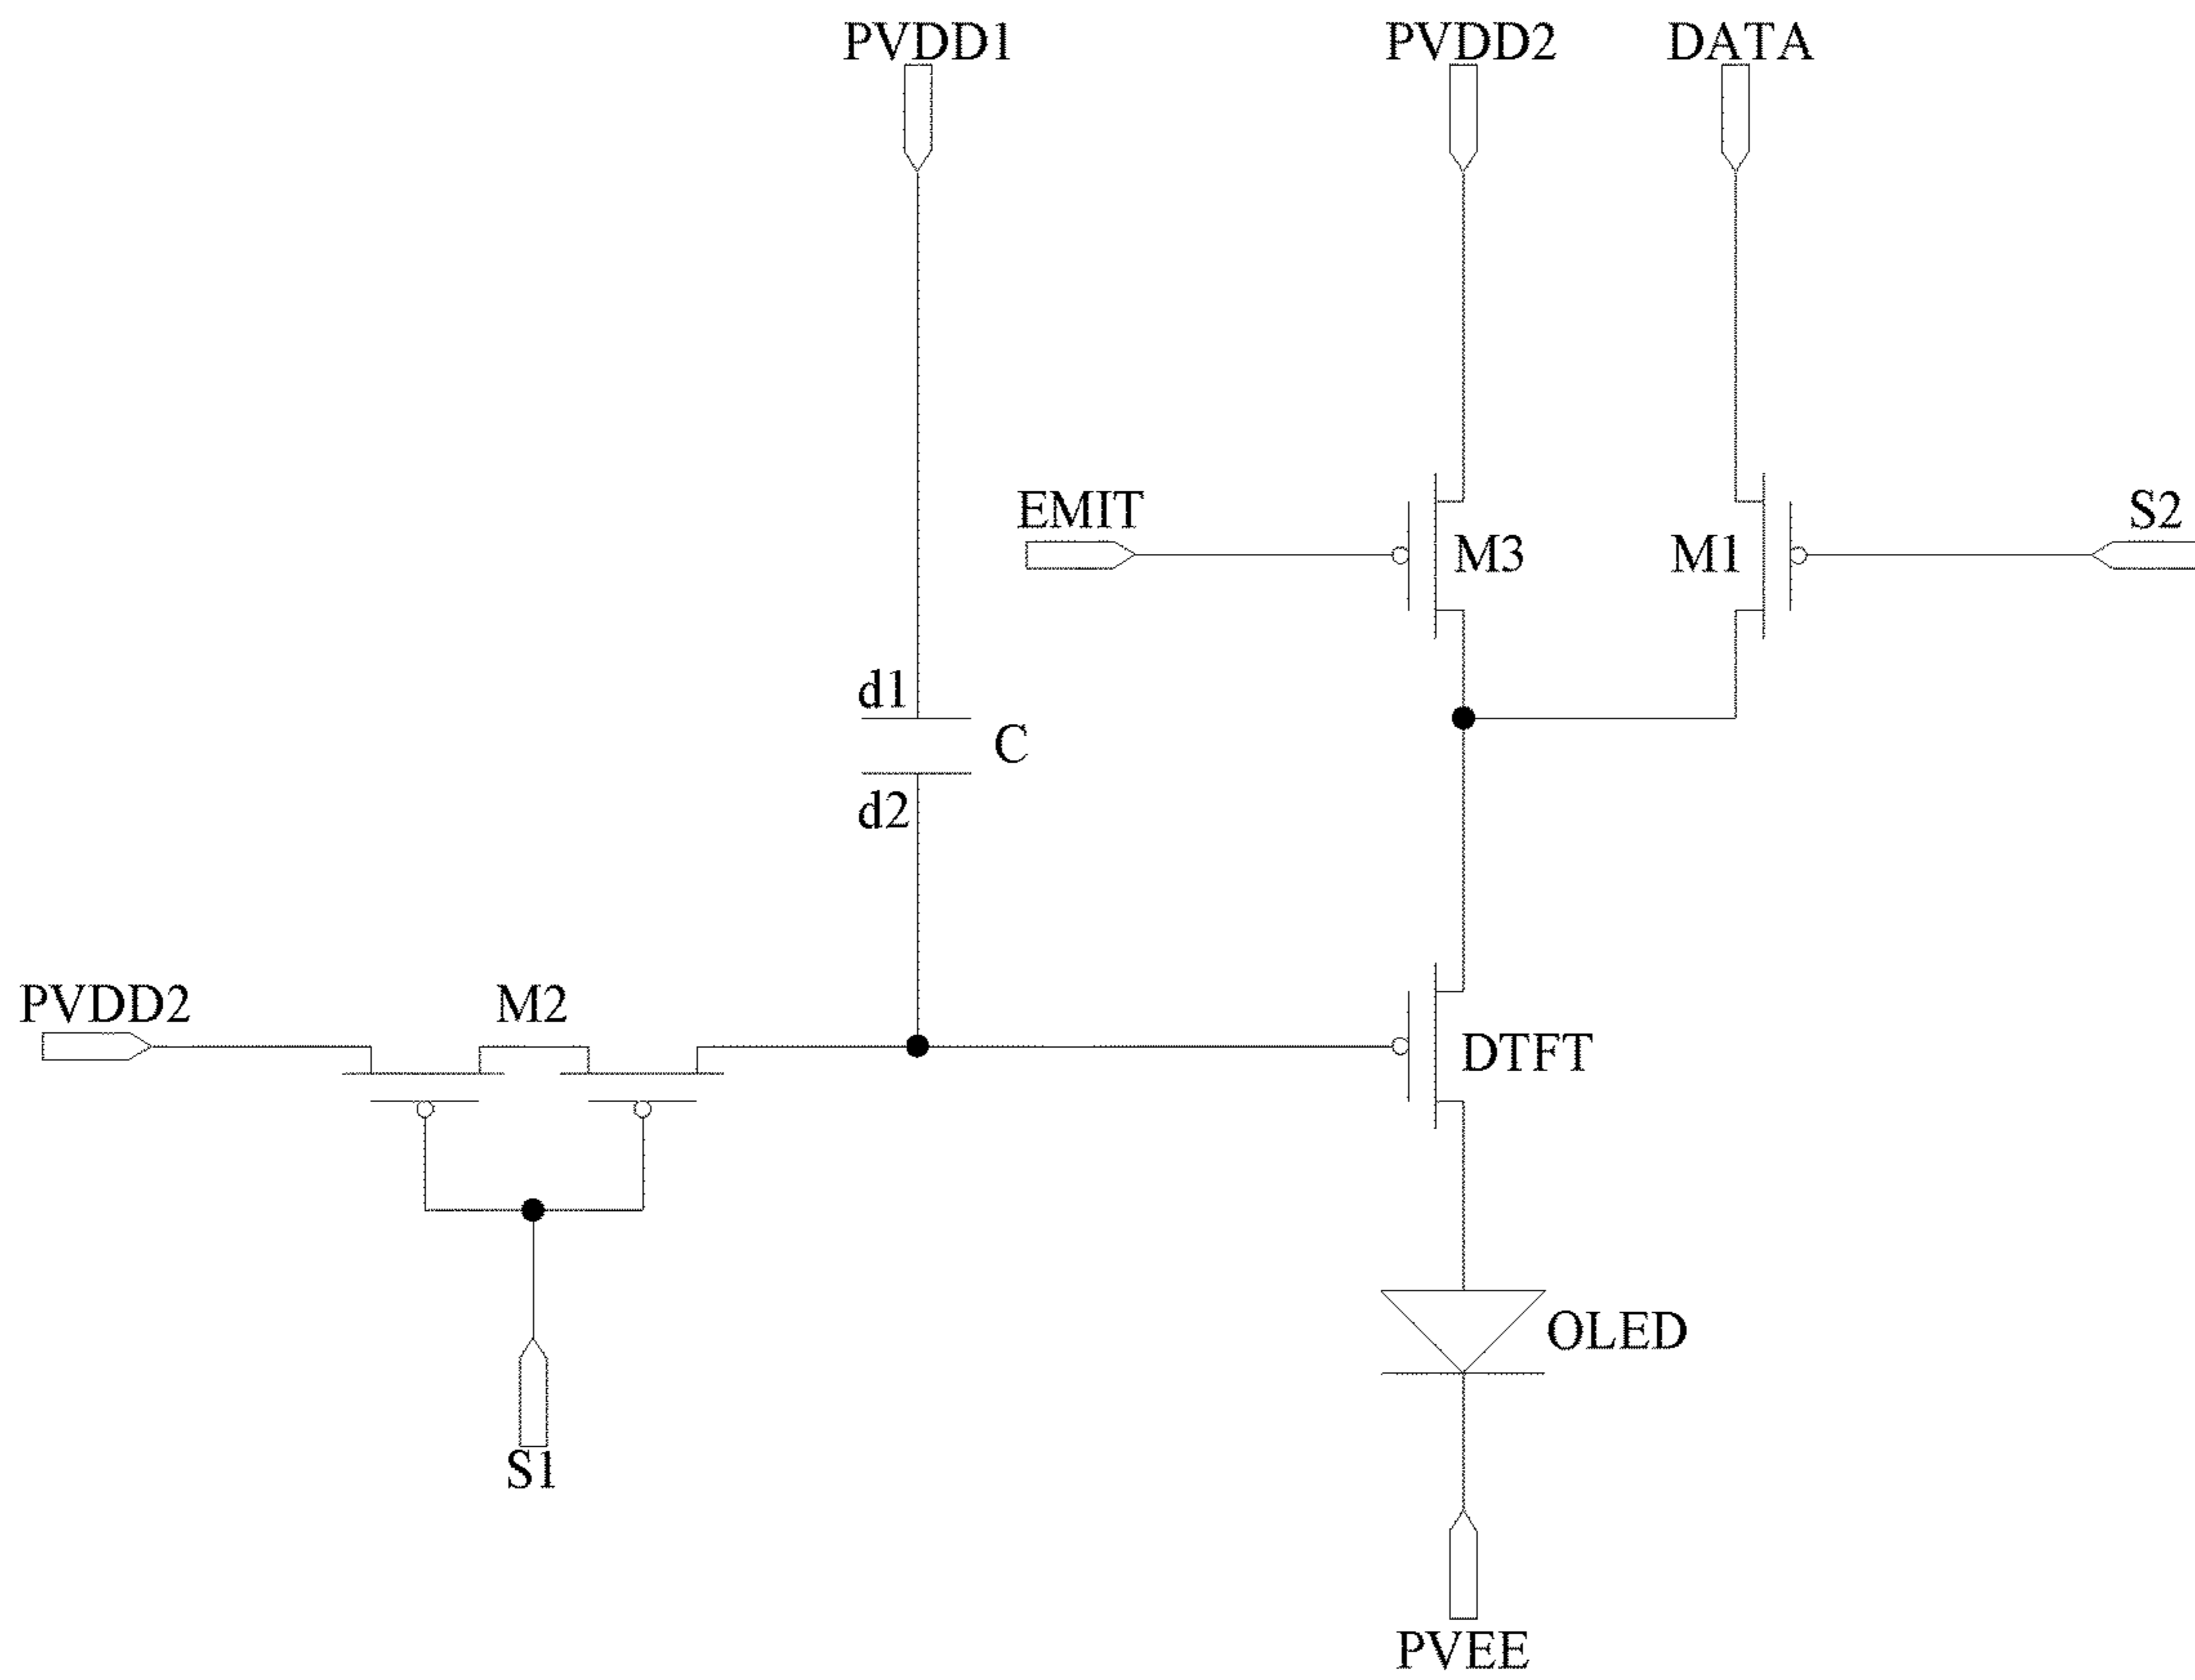 PVDD1
PVDD2
DATA
EMIT
M3
M1
S2
d1
C
d2
PVDD2
M2
DTFT
OLED
S1
PVEE